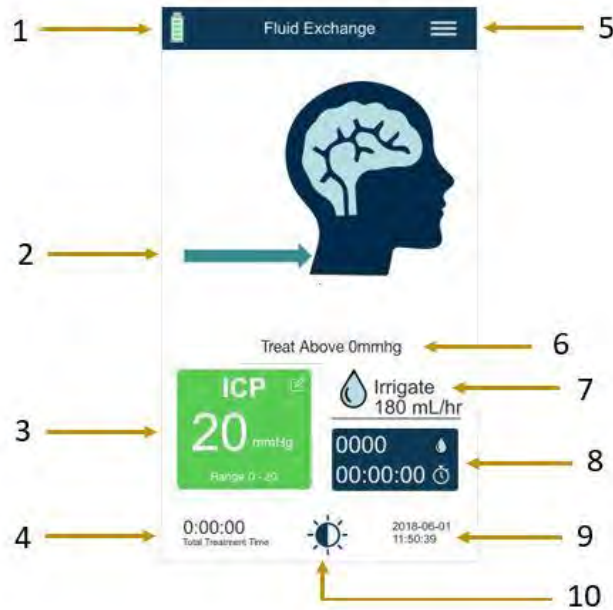 1
Fluid Exchange
5
2
Treat Above 0mmhg
6
ICP
20 mmHg
Range 0 - 20
3
Irrigate
180 mL/hr
7
0000
00:00:00
8
0:00:00
Total Treatment Time
4
2018-06-01
11:50:39
9
10